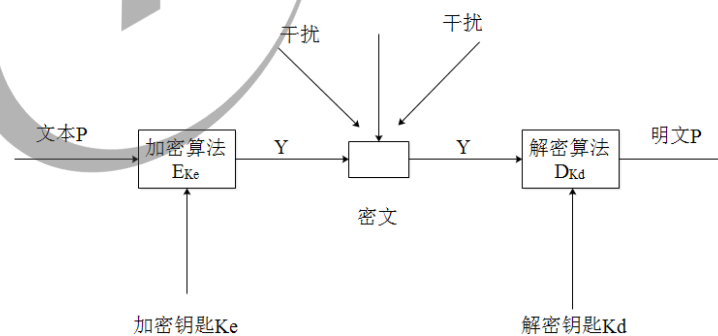 干扰
干扰
文本P
加密算法
EKe
Y
Y
解密算法
DKd
明文P
密文
加密钥匙Ke
解密钥匙Kd